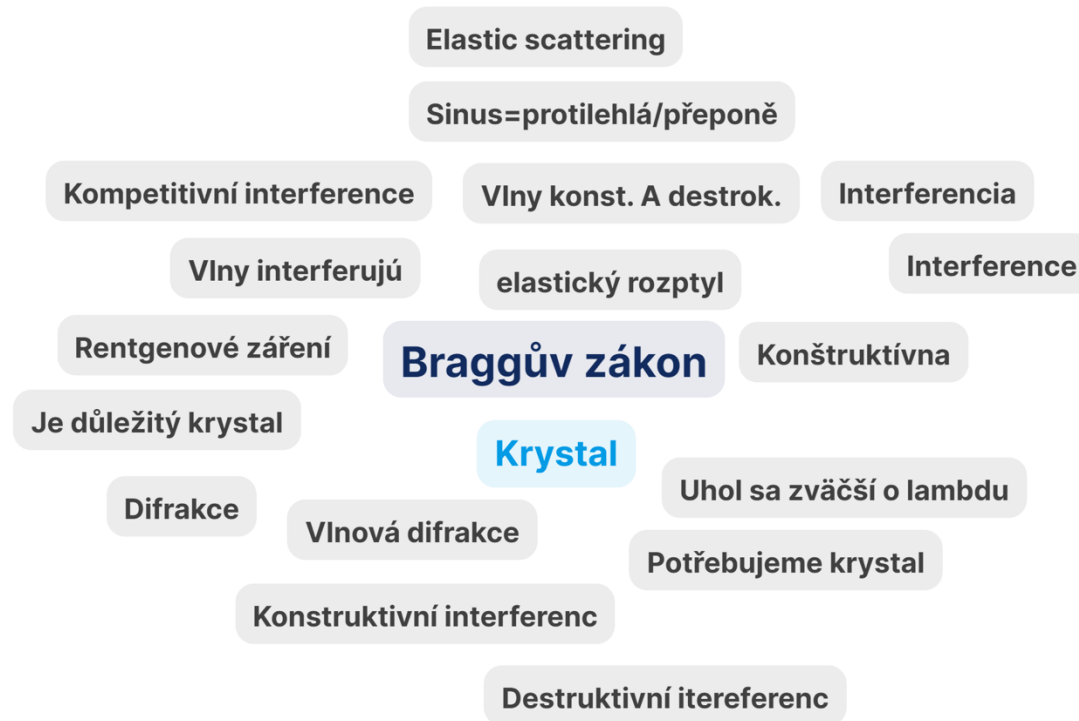 Elastic scattering
Sinus=protilehlá/přeponě
Kompetitivní interference
Vlny konst. A destrok.
Interferencia
Vlny interferujú
elastický rozptyl
Interference
Rentgenové záření
Braggův zákon
Konštruktívna
Je důležitý krystal
Krystal
Uhol sa zväčší o lambdu
Difrakce
Vlnová difrakce
Potřebujeme krystal
Konstruktivní interferenc
Destruktivní itereferenc